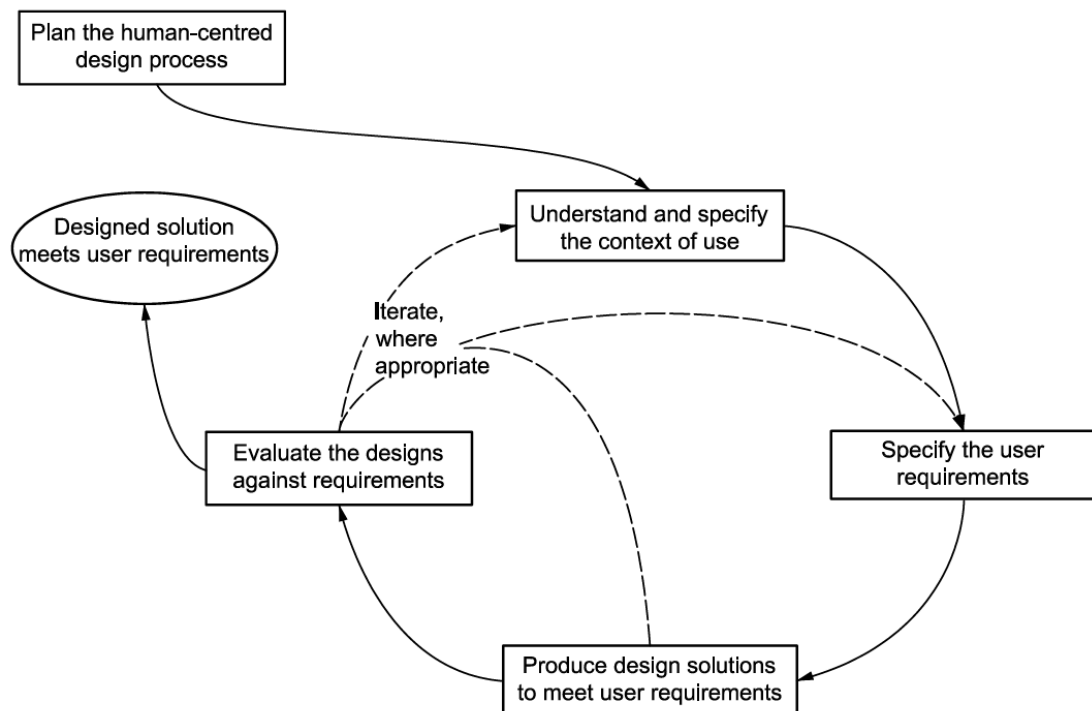 Plan the human-centred
design process
Designed solution
meets user requirements
Understand and specify
the context of use
Iterate,
where
appropriate
Evaluate the designs
against requirements
Specify the user
requirements
Produce design solutions
to meet user requirements